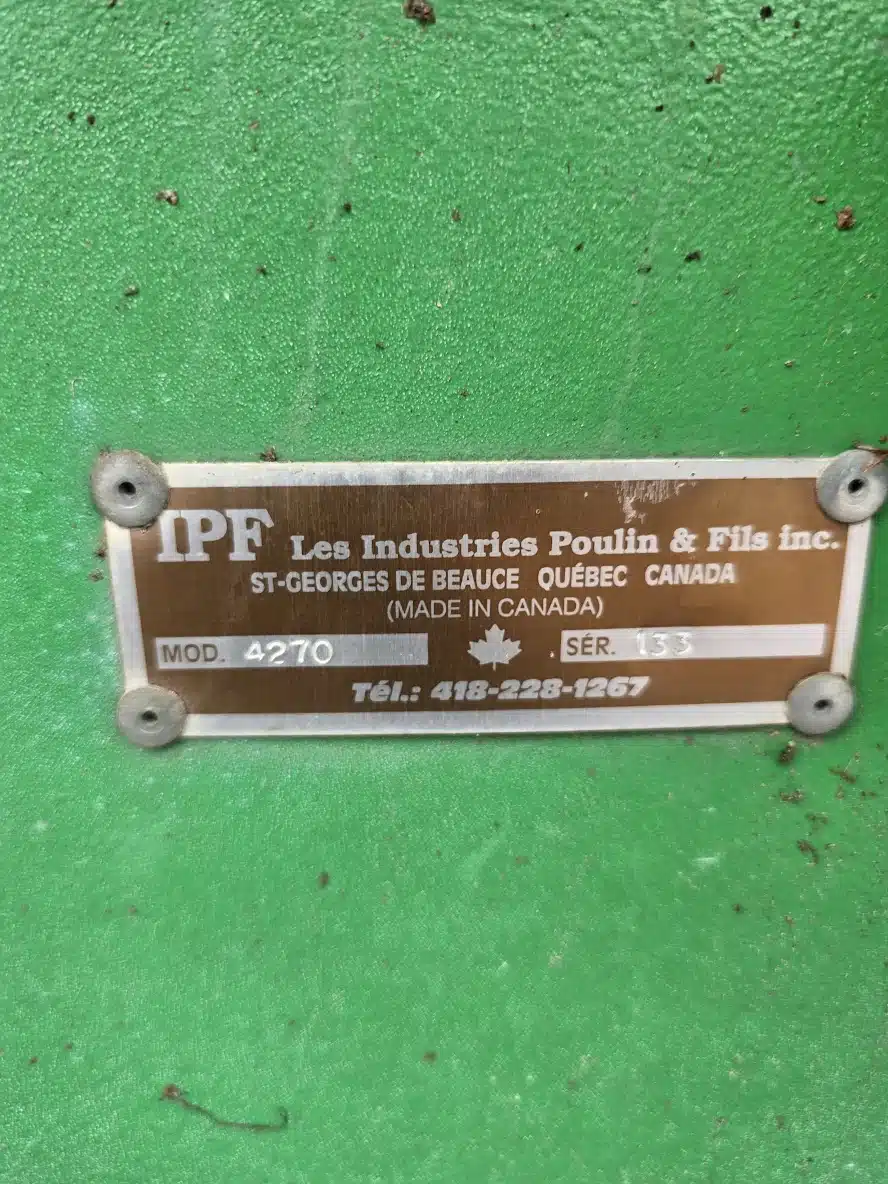 IPF Les Industries Poulin & Fils inc.
ST-GEORGES DE BEAUCE QUÉBEC CANADA
(MADE IN CANADA)
MOD. 4270 SÉR. 133
Tél.: 418-228-1267